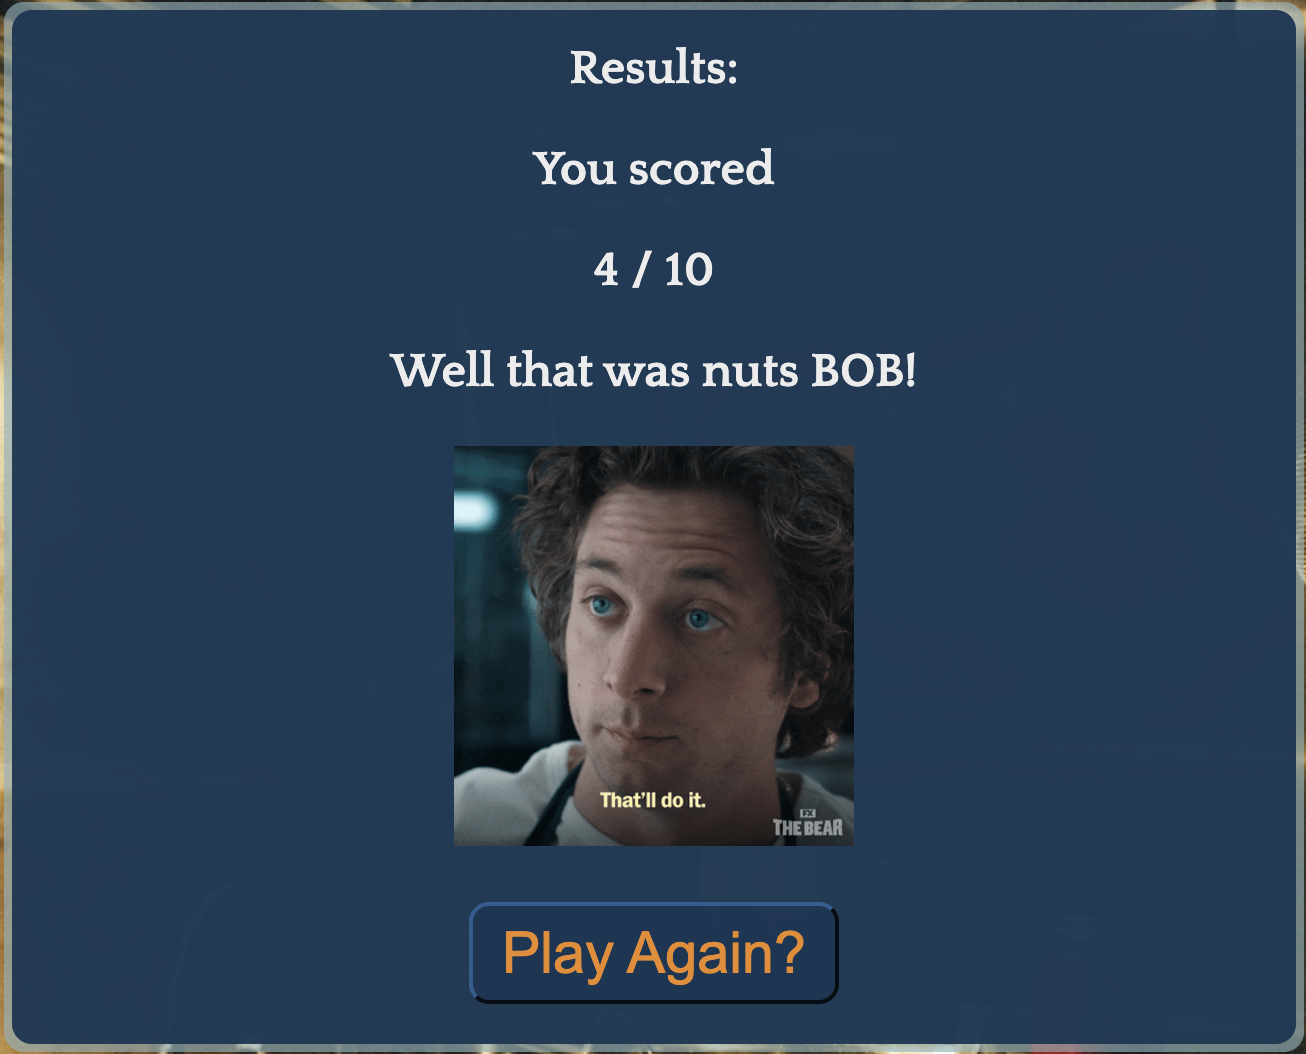 Results:
You scored
4 / 10
Well that was nuts BOB!
That'll do it.
FX
THE BEAR
Play Again?